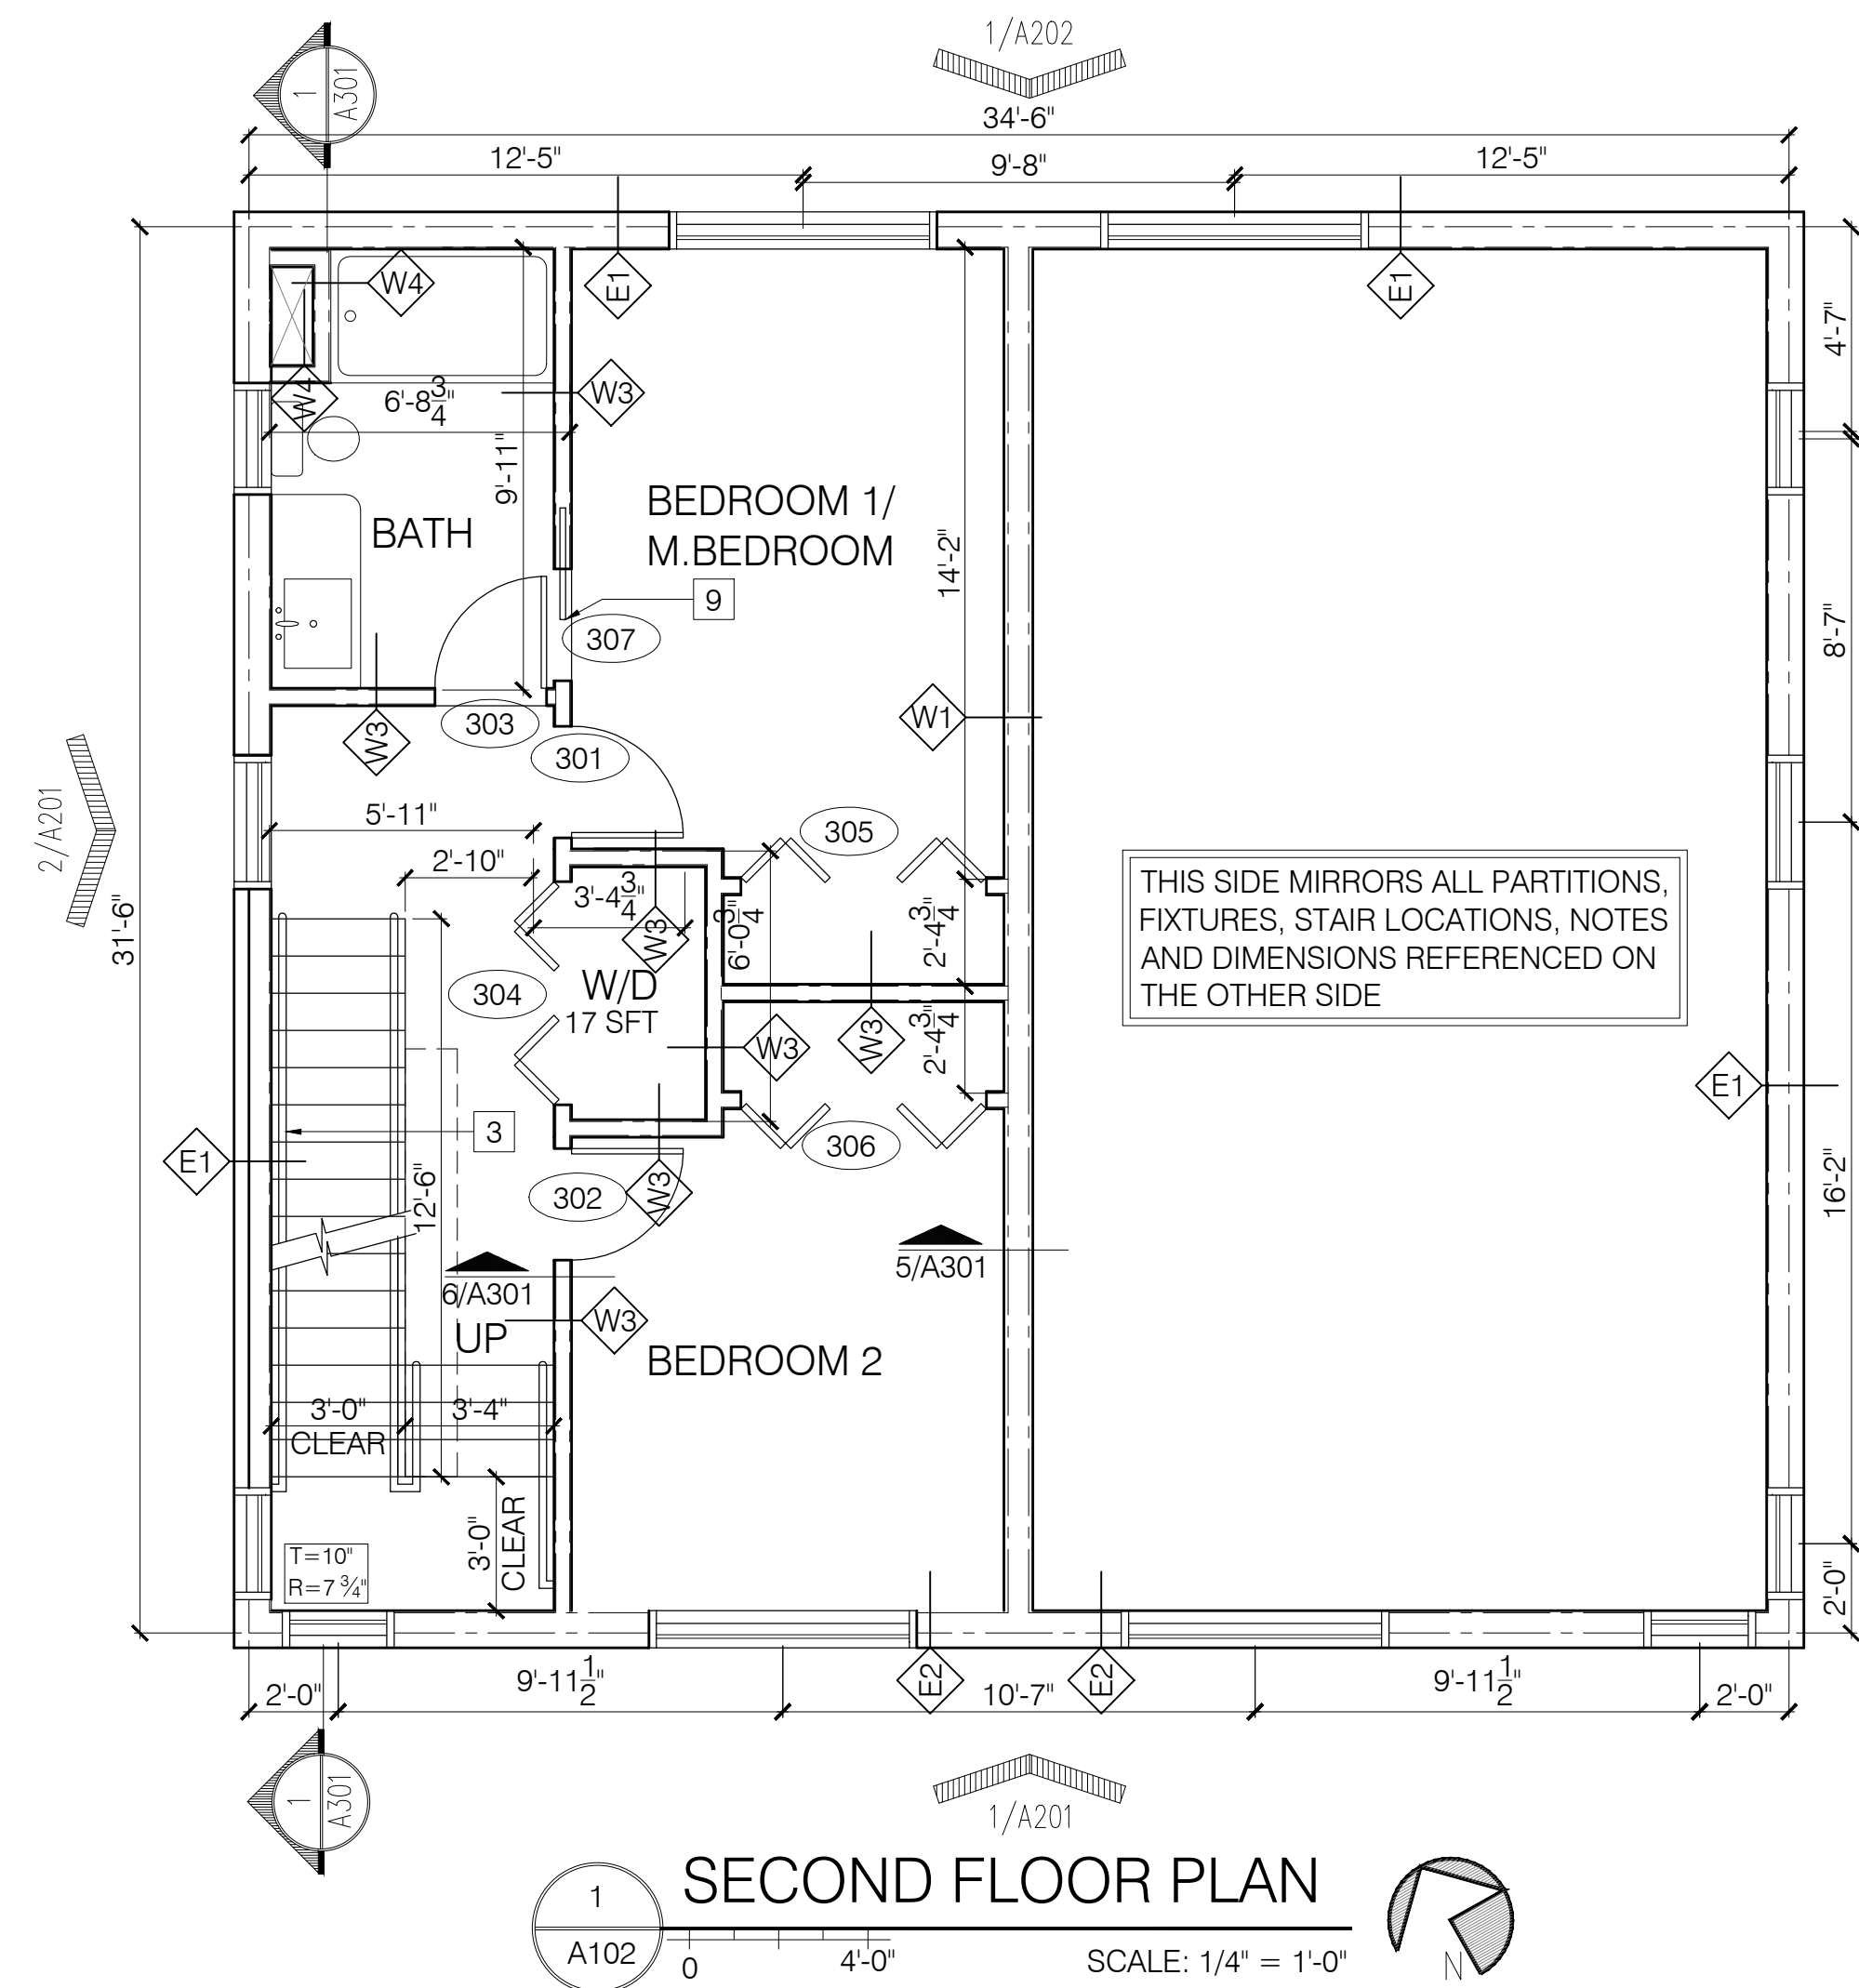 1/A202
1
A301
34'-6"
12'-5"
9'-8"
12'-5"
E1
E1
W4
W4
W3
6'-8 3/4"
9'-11"
4'-7"
BATH
BEDROOM 1/
M.BEDROOM
14'-2"
9
307
8'-7"
303
301
W3
W1
2/A201
31'-6"
5'-11"
2'-10"
305
3'-4 3/4"
W3
6'-0 3/4"
2'-4 3/4"
THIS SIDE MIRRORS ALL PARTITIONS,
FIXTURES, STAIR LOCATIONS, NOTES
AND DIMENSIONS REFERENCED ON
THE OTHER SIDE
304
W/D
17 SFT
W3
W3
2'-4 3/4"
E1
3
306
E1
12'-6"
302
W3
16'-2"
6/A301
5/A301
UP
W3
BEDROOM 2
3'-0"
CLEAR
3'-4"
3'-0"
CLEAR
T=10"
R=7 3/4"
2'-0"
2'-0"
9'-11 1/2"
E2
10'-7"
E2
9'-11 1/2"
2'-0"
1
A301
1/A201
1
A102
SECOND FLOOR PLAN
0
4'-0"
SCALE: 1/4" = 1'-0"
N